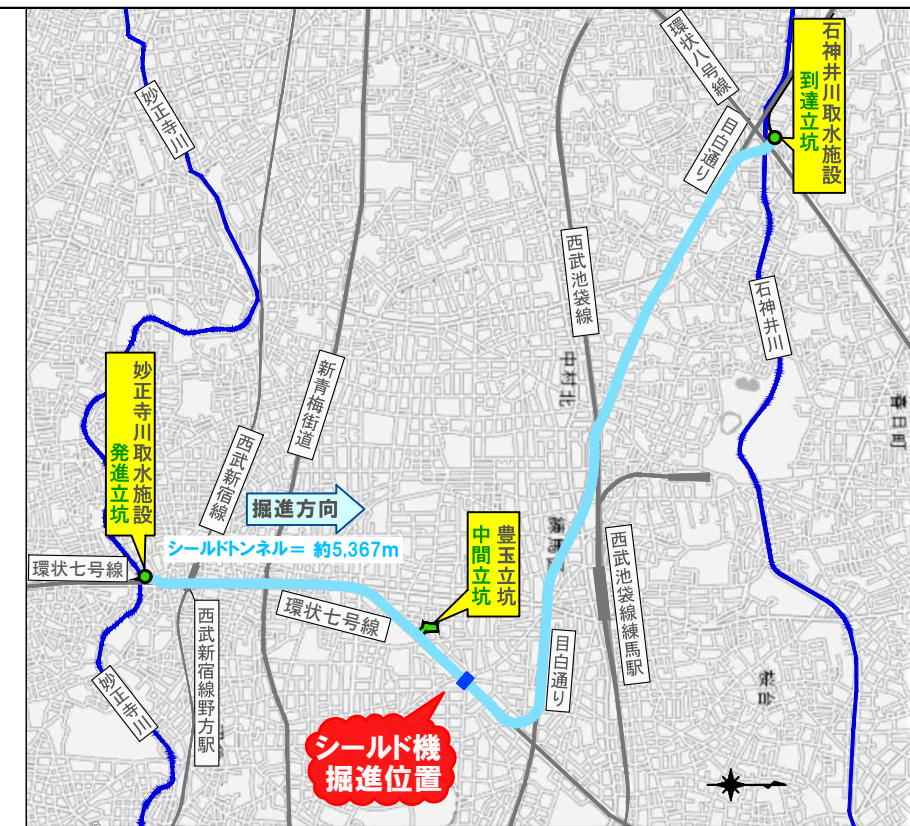 環状八号線
石神井川取水施設
到達立坑
妙正寺川
目白通り
西武池袋線
石神井川
中村北
春日町
新青梅街道
妙正寺川取水施設
発進立坑
西武新宿線
掘進方向
シールドトンネル＝ 約5,367m
豊玉立坑
中間立坑
環状七号線
環状七号線
西武池袋線練馬駅
目白通り
西武新宿線野方駅
妙正寺川
シールド機
掘進位置